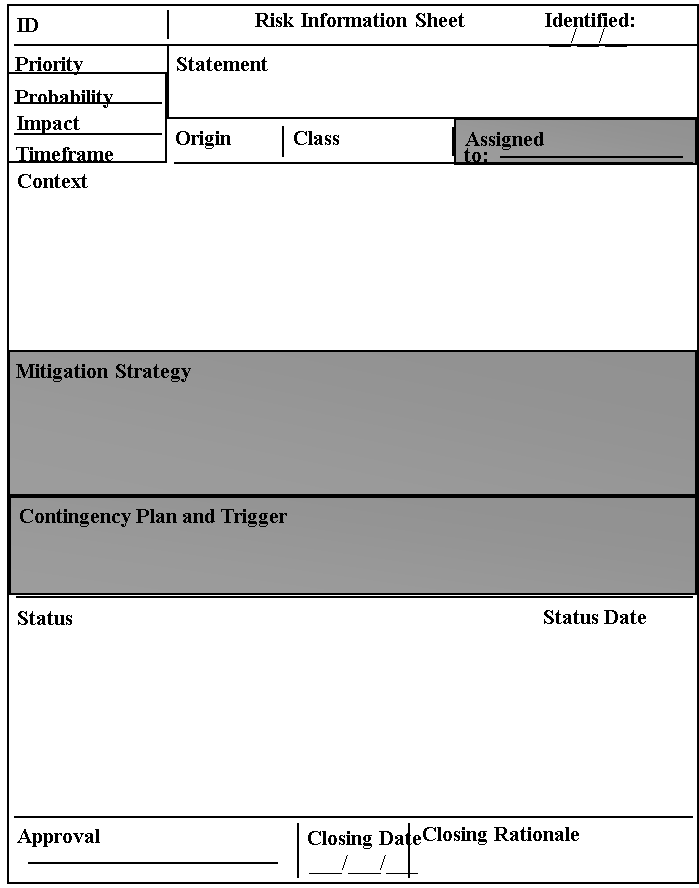 ID
Risk Information Sheet
Identified:
__/__/__
Priority
Statement
Probability
Impact
Timeframe
Origin
Class
Assigned
to: ____________________
Context
Mitigation Strategy
Contingency Plan and Trigger
Status
Status Date
Approval
Closing Date
___/___/___
Closing Rationale